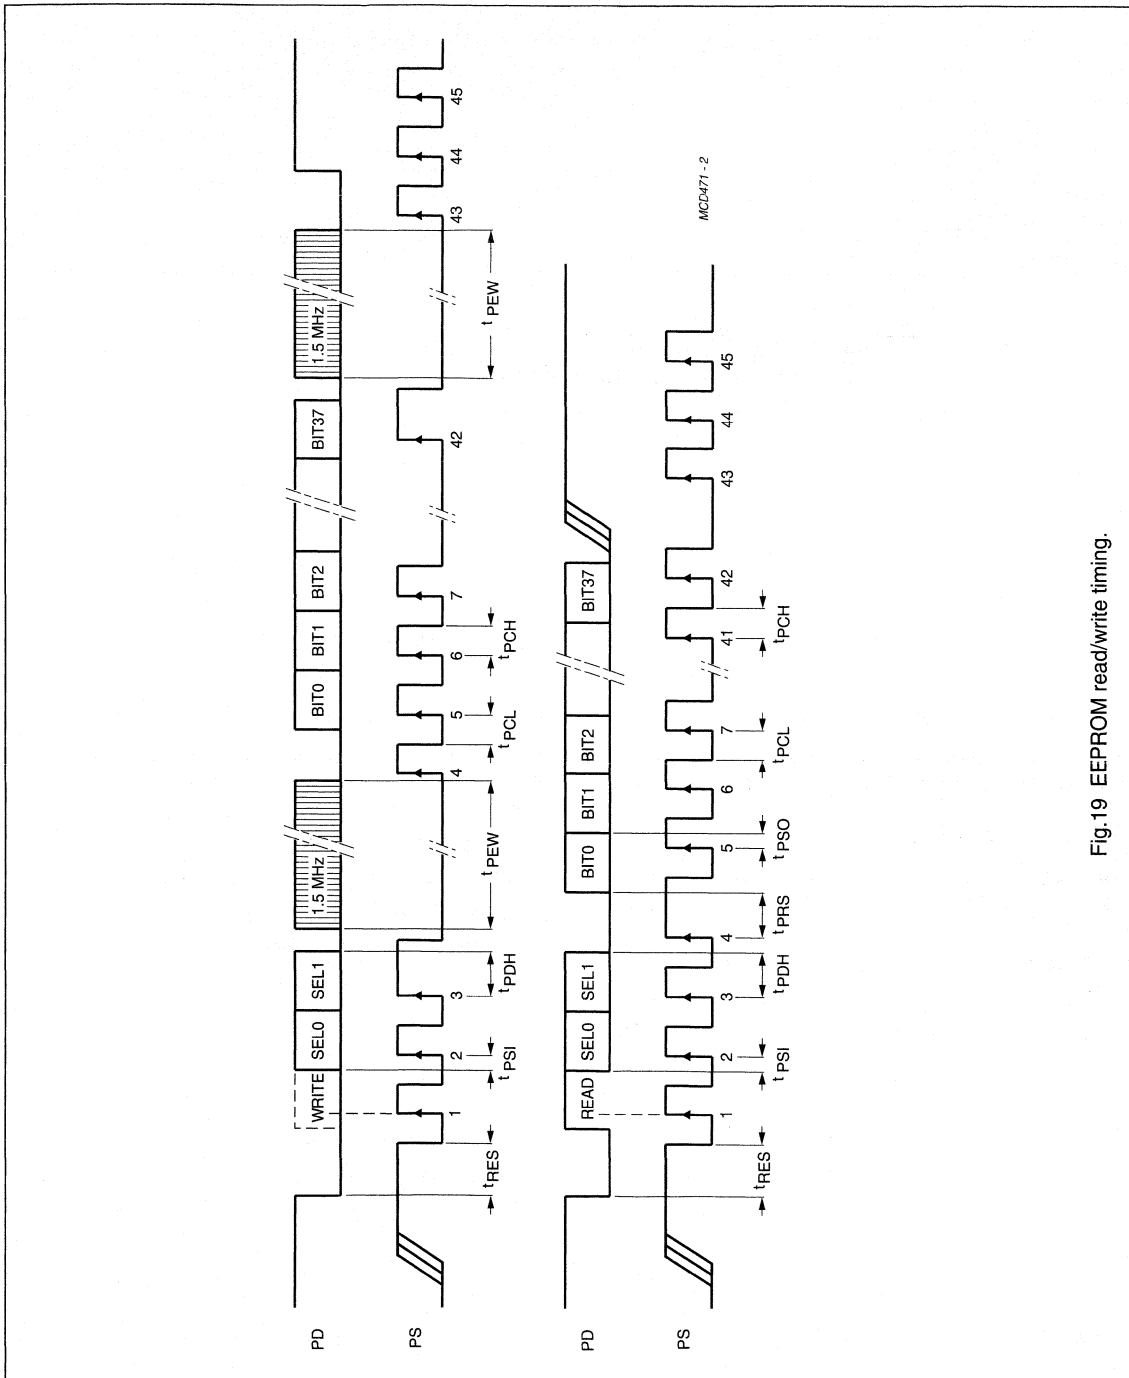 PD
WRITE
SEL0
SEL1
1.5 MHz
BIT0
BIT1
BIT2
BIT37
1.5 MHz
PS
1
2
3
4
5
6
7
42
43
44
45
tRES
tPSI
tPDH
tPEW
tPCL
tPCH
tPEW
PD
READ
SEL0
SEL1
BIT0
BIT1
BIT2
BIT37
PS
1
2
3
4
5
6
7
41
42
43
44
45
tRES
tPSI
tPDH
tPRS
tPSO
tPCL
tPCH
MCD471 - 2
Fig.19 EEPROM read/write timing.